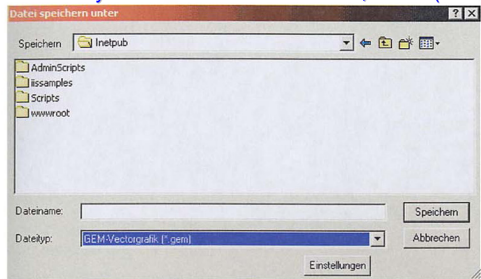 Datei speichern unter
Speichern
Inetpub
AdminScripts
iissamples
Scripts
wwwroot
Dateiname:
Speichern
Dateityp:
GEM-Vectorgrafik (*.gem)
Abbrechen
Einstellungen